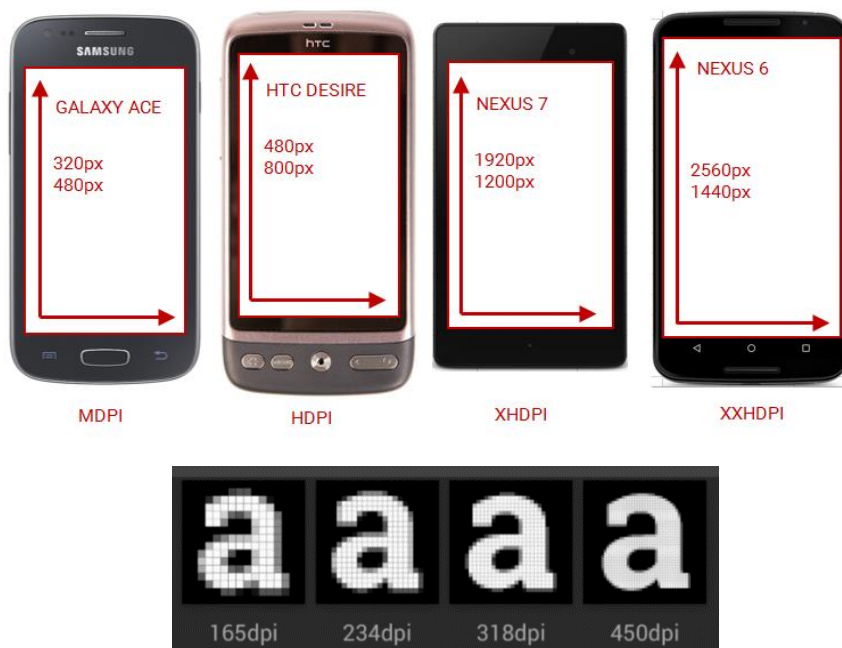 SAMSUNG
GALAXY ACE
320px
480px
MDPI
hTC
HTC DESIRE
480px
800px
HDPI
NEXUS 7
1920px
1200px
XHDPI
NEXUS 6
2560px
1440px
XXHDPI
a a a a
165dpi 234dpi 318dpi 450dpi